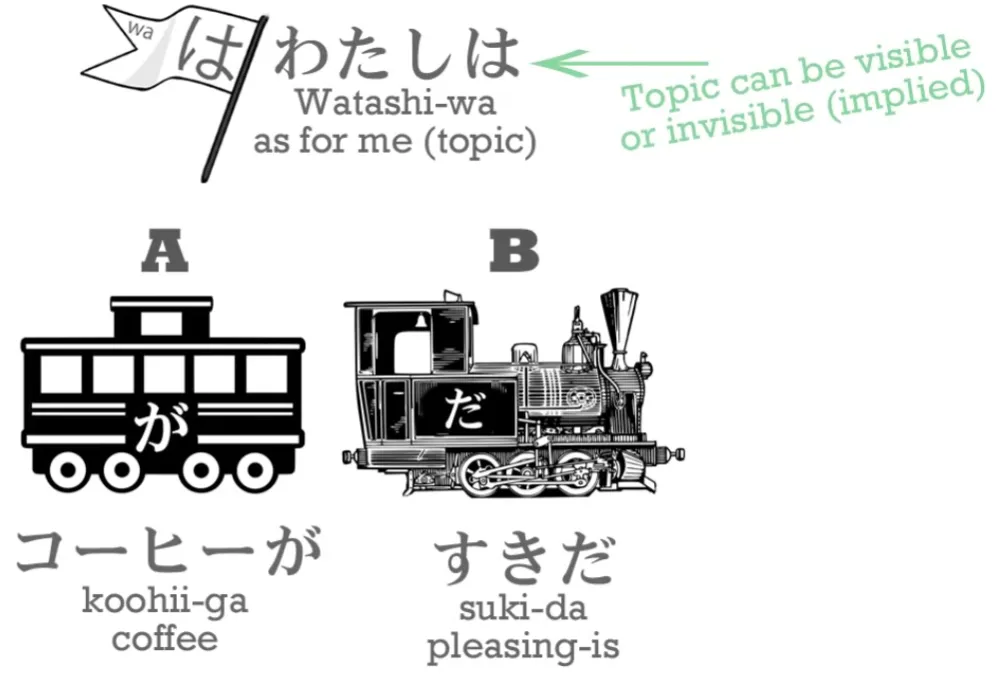 wa
は
わたしは
Watashi-wa
as for me (topic)
Topic can be visible
or invisible (implied)
A
B
が
だ
コーヒーが
koohii-ga
coffee
すきだ
suki-da
pleasing-is